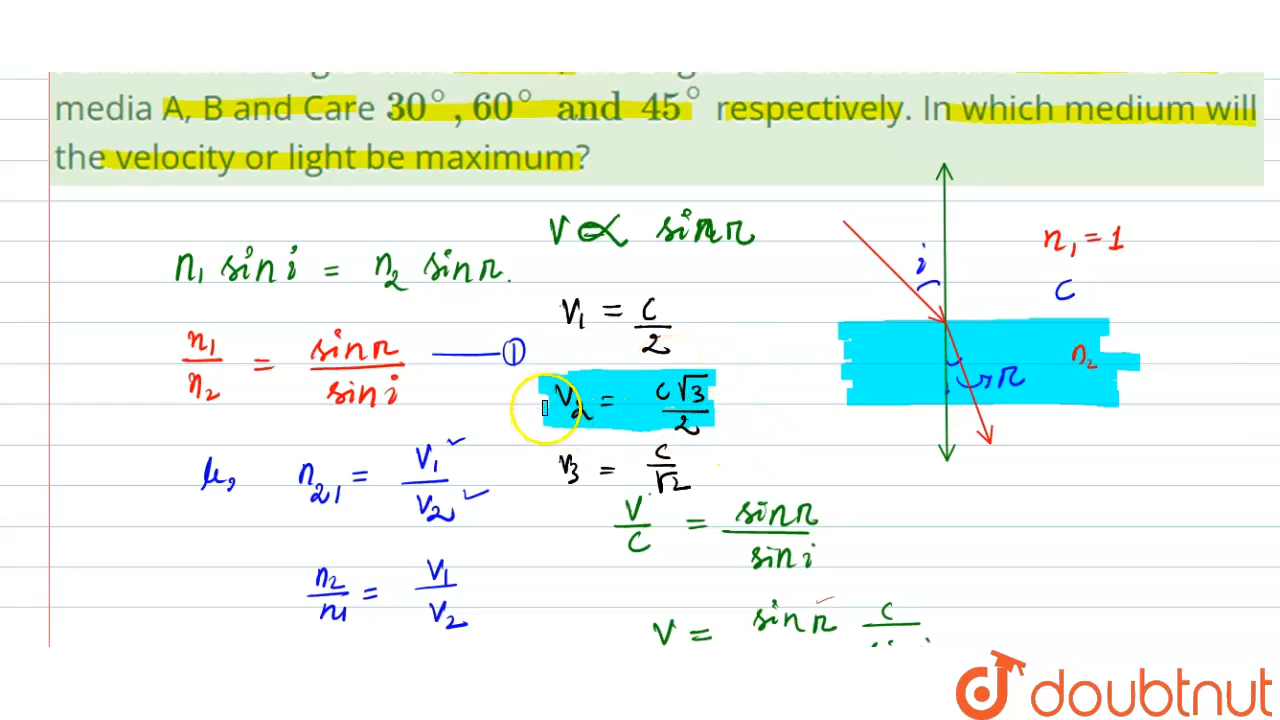 media A, B and Care 30°, 60° and 45° respectively. In which medium will
the velocity or light be maximum?
V ∝ sin r
n₁ sin i = n₂ sin r.
n₁/n₂ = sin r/sin i ——— ①
μ, n₂₁ = V₁/V₂
n₂/n₁ = V₁/V₂
V₁ = C/2
V₂ = C√3/2
V₃ = C/√2
V/C = sin r/sin i
V = sin r C/
i
n₁ = 1
C
n₂
r
doubtnut